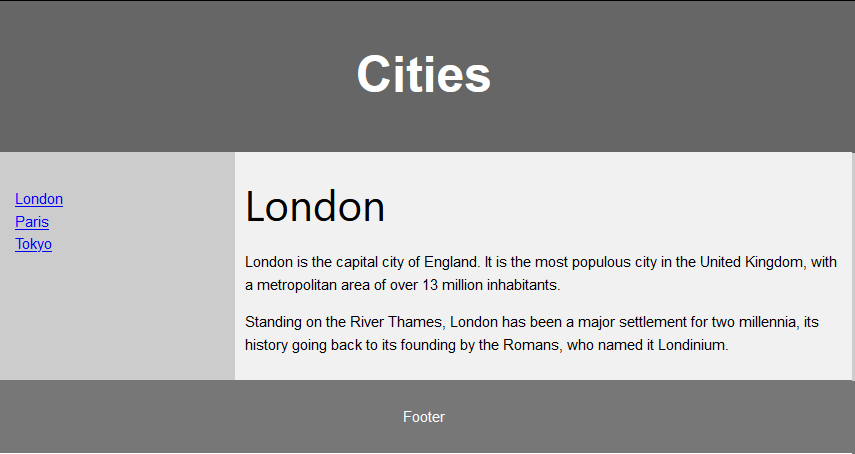 Cities
London
Paris
Tokyo
London
London is the capital city of England. It is the most populous city in the United Kingdom, with
a metropolitan area of over 13 million inhabitants.
Standing on the River Thames, London has been a major settlement for two millennia, its
history going back to its founding by the Romans, who named it Londinium.
Footer